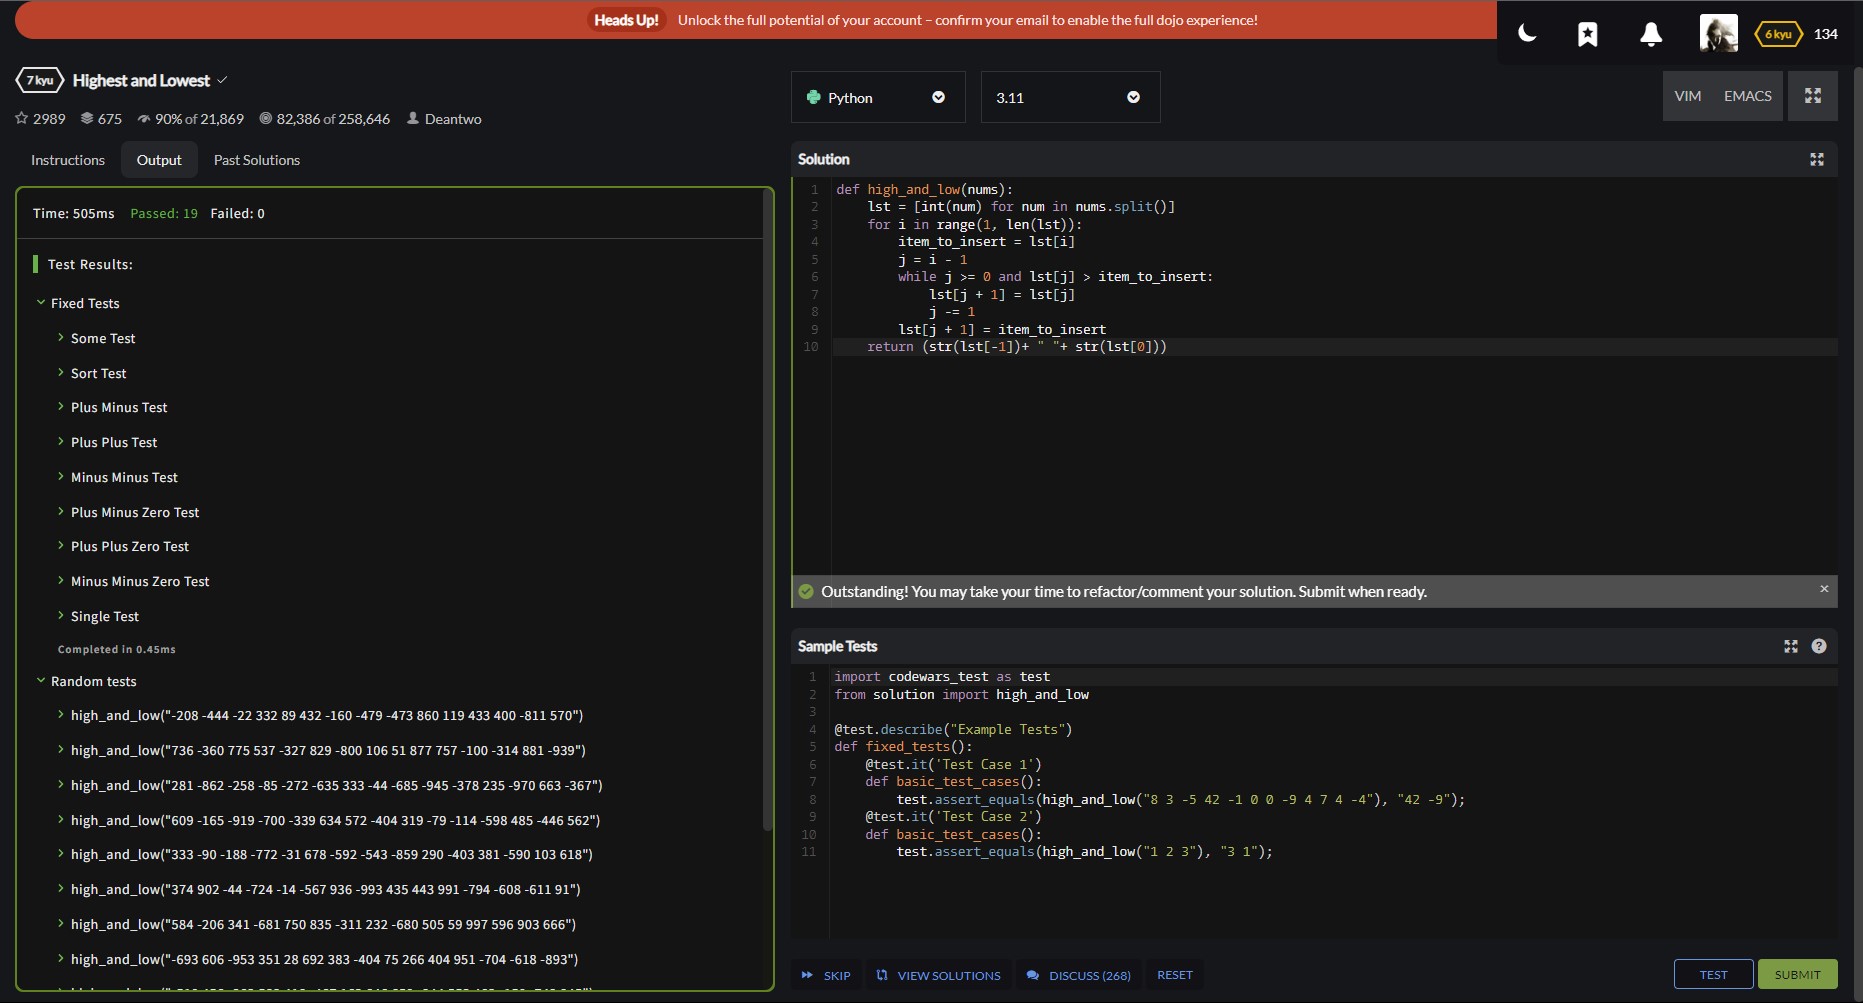 Heads Up! Unlock the full potential of your account – confirm your email to enable the full dojo experience!
6 kyu 134
7 kyu Highest and Lowest
2989 675 90% of 21,869 82,386 of 258,646 Deantwo
Instructions Output Past Solutions
Time: 505ms Passed: 19 Failed: 0
Test Results:
Fixed Tests
Some Test
Sort Test
Plus Minus Test
Plus Plus Test
Minus Minus Test
Plus Minus Zero Test
Plus Plus Zero Test
Minus Minus Zero Test
Single Test
Completed in 0.45ms
Random tests
high_and_low("-208 -444 -22 332 89 432 -160 -479 -473 860 119 433 400 -811 570")
high_and_low("736 -360 775 537 -327 829 -800 106 51 877 757 -100 -314 881 -939")
high_and_low("281 -862 -258 -85 -272 -635 333 -44 -685 -945 -378 235 -970 663 -367")
high_and_low("609 -165 -919 -700 -339 634 572 -404 319 -79 -114 -598 485 -446 562")
high_and_low("333 -90 -188 -772 -31 678 -592 -543 -859 290 -403 381 -590 103 618")
high_and_low("374 902 -44 -724 -14 -567 936 -993 435 443 991 -794 -608 -611 91")
high_and_low("584 -206 341 -681 750 835 -311 232 -680 505 59 997 596 903 666")
high_and_low("-693 606 -953 351 28 692 383 -404 75 266 404 951 -704 -618 -893")
Python 3.11 VIM EMACS
Solution
1 def high_and_low(nums):
2 lst = [int(num) for num in nums.split()]
3 for i in range(1, len(lst)):
4 item_to_insert = lst[i]
5 j = i - 1
6 while j >= 0 and lst[j] > item_to_insert:
7 lst[j + 1] = lst[j]
8 j -= 1
9 lst[j + 1] = item_to_insert
10 return (str(lst[-1])+ " "+ str(lst[0]))
Outstanding! You may take your time to refactor/comment your solution. Submit when ready.
Sample Tests
1 import codewars_test as test
2 from solution import high_and_low
3
4 @test.describe("Example Tests")
5 def fixed_tests():
6 @test.it('Test Case 1')
7 def basic_test_cases():
8 test.assert_equals(high_and_low("8 3 -5 42 -1 0 0 -9 4 7 4 -4"), "42 -9");
9 @test.it('Test Case 2')
10 def basic_test_cases():
11 test.assert_equals(high_and_low("1 2 3"), "3 1");
SKIP VIEW SOLUTIONS DISCUSS (268) RESET TEST SUBMIT